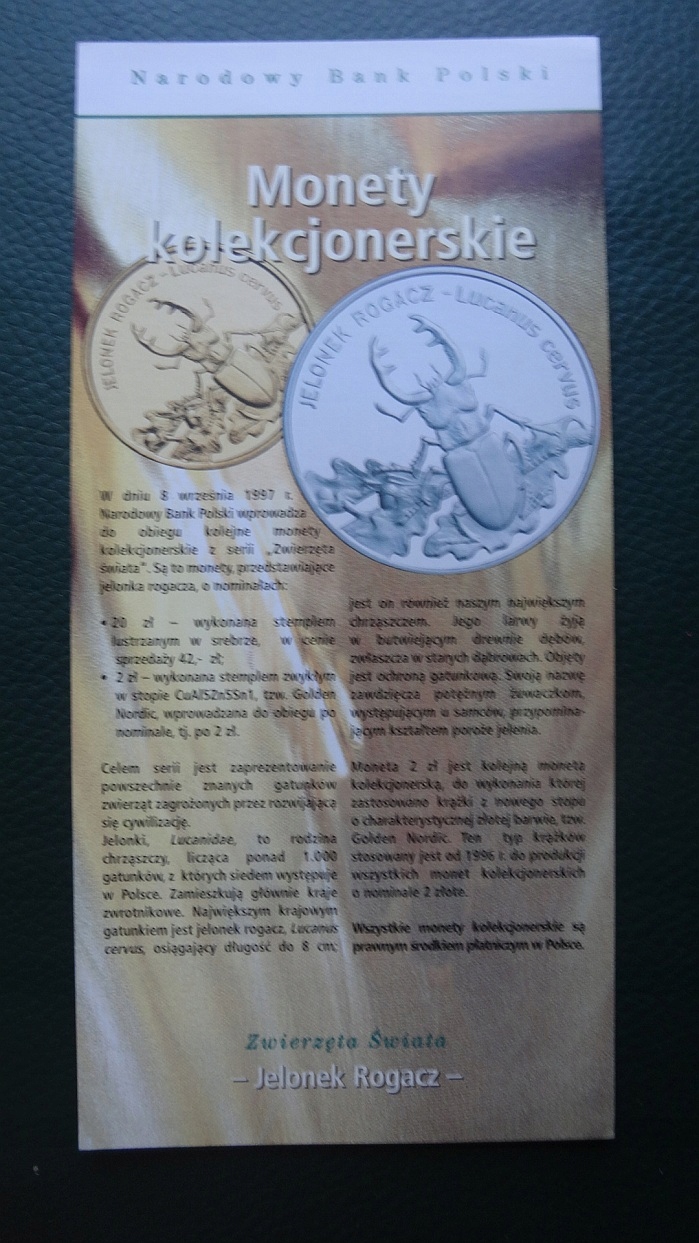 Narodowy Bank Polski
Monety
kolekcjonerskie
JELONEK ROGACZ - Lucanus cervus
JELONEK ROGACZ - Lucanus cervus
W dniu 8 września 1997 r.
Narodowy Bank Polski wprowadza
do obiegu kolejne monety
kolekcjonerskie z serii „Zwierzęta
świata”. Są to monety, przedstawiające
jelonka rogacza, o nominałach:
• 20 zł – wykonana stemplem
lustrzanym w srebrze, w cenie
sprzedaży 42,- zł;
• 2 zł – wykonana stemplem zwykłym
w stopie CuAl5Zn5Sn1, tzw. Golden
Nordic, wprowadzana do obiegu po
nominale, tj. po 2 zł.
Celem serii jest zaprezentowanie
powszechnie znanych gatunków
zwierząt zagrożonych przez rozwijającą
się cywilizację.
Jelonki, Lucanidae, to rodzina
chrząszczy, licząca ponad 1.000
gatunków, z których siedem występuje
w Polsce. Zamieszkują głównie kraje
zwrotnikowe. Największym krajowym
gatunkiem jest jelonek rogacz, Lucanus
cervus, osiągający długość do 8 cm;
jest on również naszym największym
chrząszczem. Jego larwy żyją
w butwiejącym drewnie dębów,
zwłaszcza w starych dąbrowach. Objęty
jest ochroną gatunkową. Swoją nazwę
zawdzięcza potężnym żuwaczkom,
występującym u samców, przypomina-
jącym kształtem poroże jelenia.
Moneta 2 zł jest kolejną monetą
kolekcjonerską, do wykonania której
zastosowano krążki z nowego stopu
o charakterystycznej złotej barwie, tzw.
Golden Nordic. Ten typ krążków
stosowany jest od 1996 r. do produkcji
wszystkich monet kolekcjonerskich
o nominale 2 złote.
Wszystkie monety kolekcjonerskie są
prawnym środkiem płatniczym w Polsce.
Zwierzęta Świata
– Jelonek Rogacz –